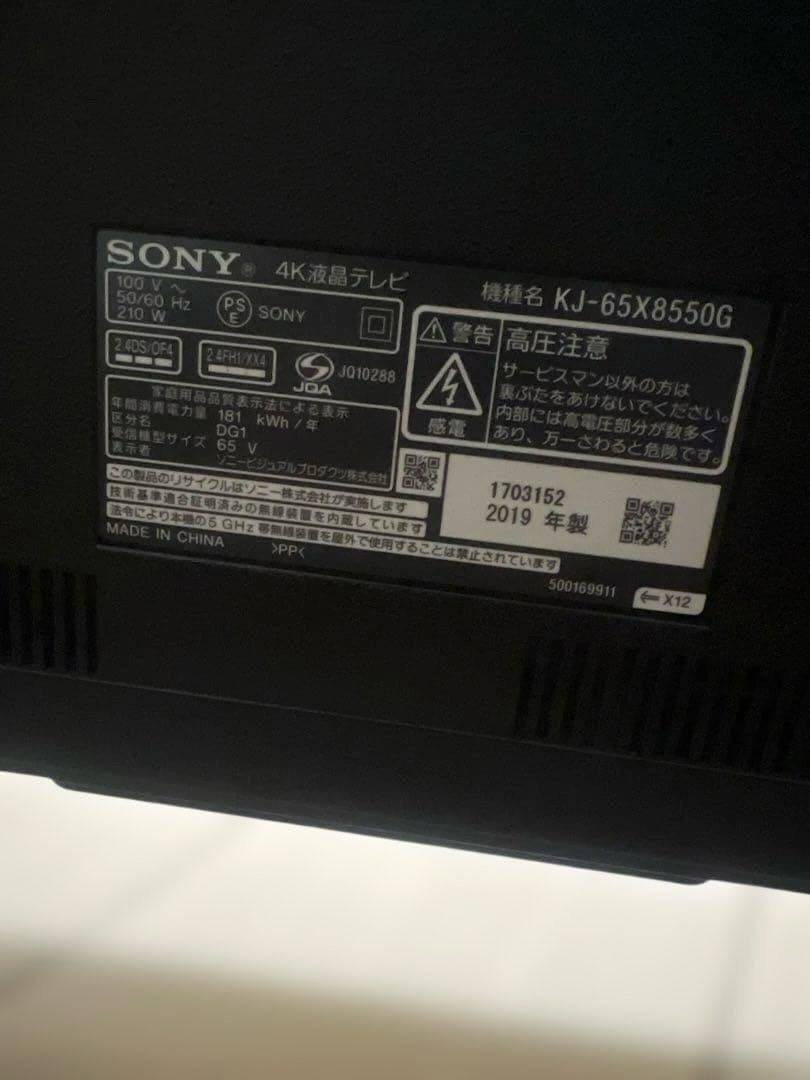 SONY® 4K液晶テレビ
機種名 KJ-65X8550G
100 V ～
50/60 Hz
210 W
PS
E
SONY
2.4DS/OF4
2.4FH1/XX4
JQA
JQ10288
家庭用品品質表示法による表示
年間消費電力量 181 kWh/年
区分名 DG1
受信機型サイズ 65 V
表示者 ソニービジュアルプロダクツ株式会社
警告 高圧注意
感電
サービスマン以外の方は
裏ぶたをあけないでください。
内部には高電圧部分が数多く
あり、万一さわると危険です。
1703152
2019 年製
この製品のリサイクルはソニー株式会社が実施します
技術基準適合証明済みの無線装置を内蔵しています
法令により本機の5 GHz 等無線装置を屋外で使用することは禁止されています
MADE IN CHINA >PP<
500169911
⇐ X12